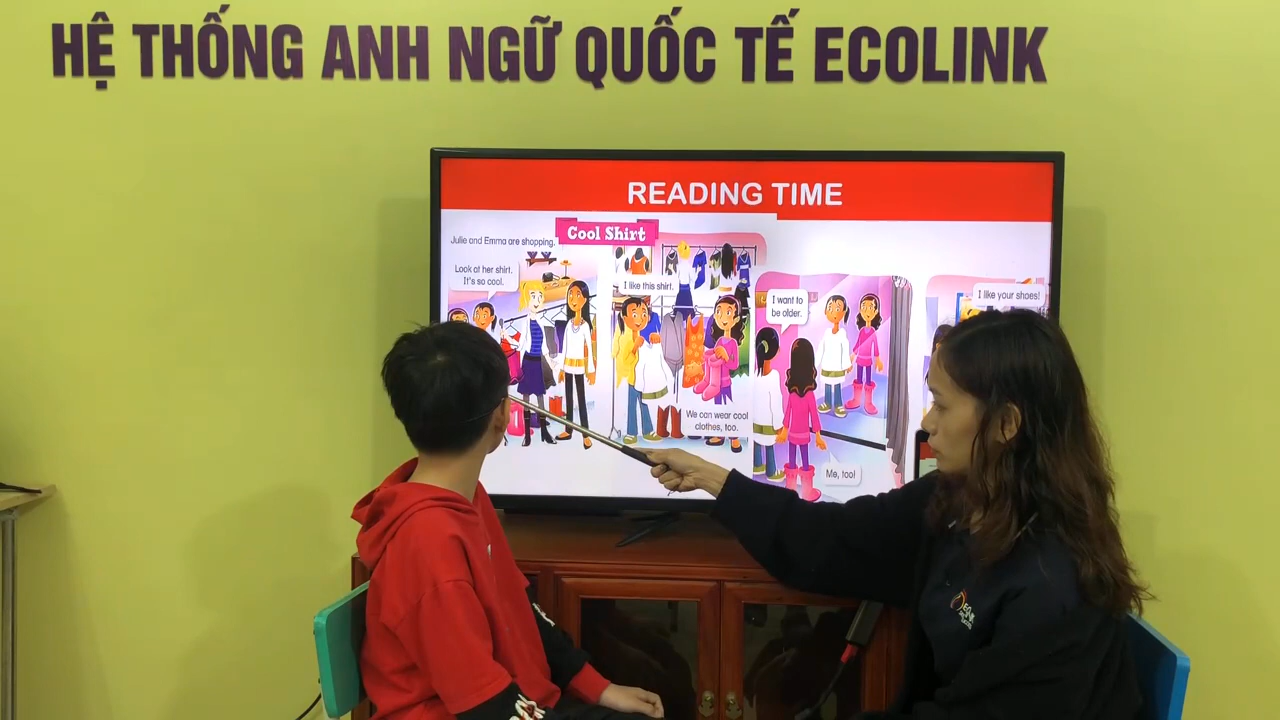 HỆ THỐNG ANH NGỮ QUỐC TẾ ECOLINK
READING TIME
Cool Shirt
Julie and Emma are shopping.
Look at her shirt.
It's so cool.
I like this shirt.
We can wear cool
clothes, too.
I want to
be older.
Me, too!
I like your shoes!